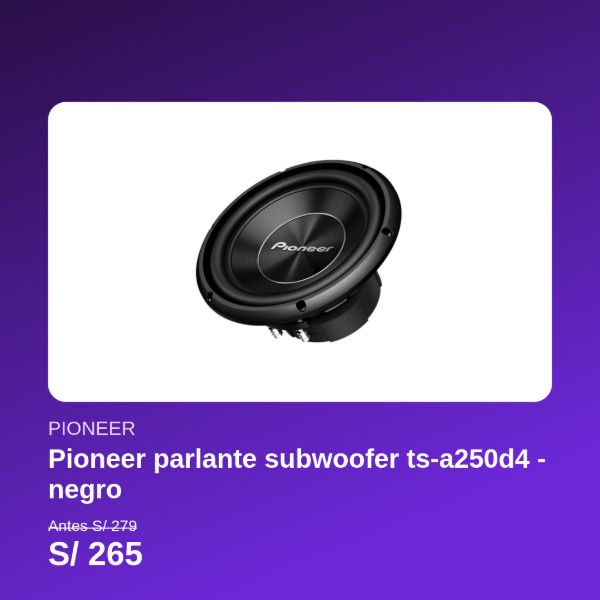 Pioneer
PIONEER
Pioneer parlante subwoofer ts-a250d4 -
negro
Antes S/ 279
S/ 265